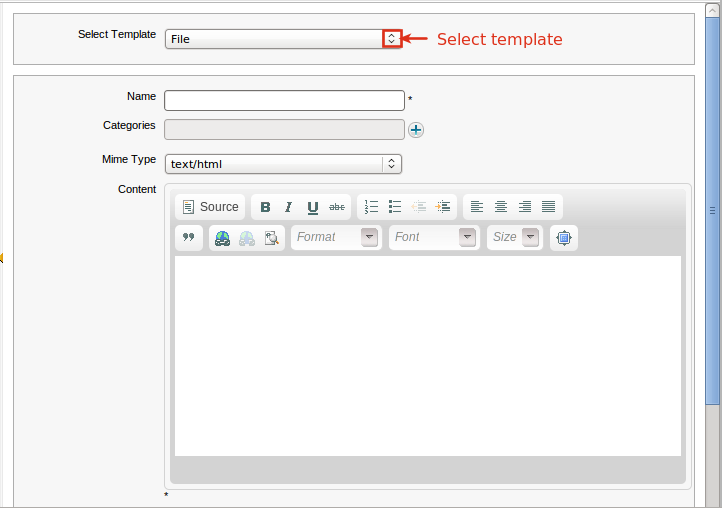 Select Template File Select template
Name *
Categories
Mime Type text/html
Content
Source B I U abc
Format Font Size
*